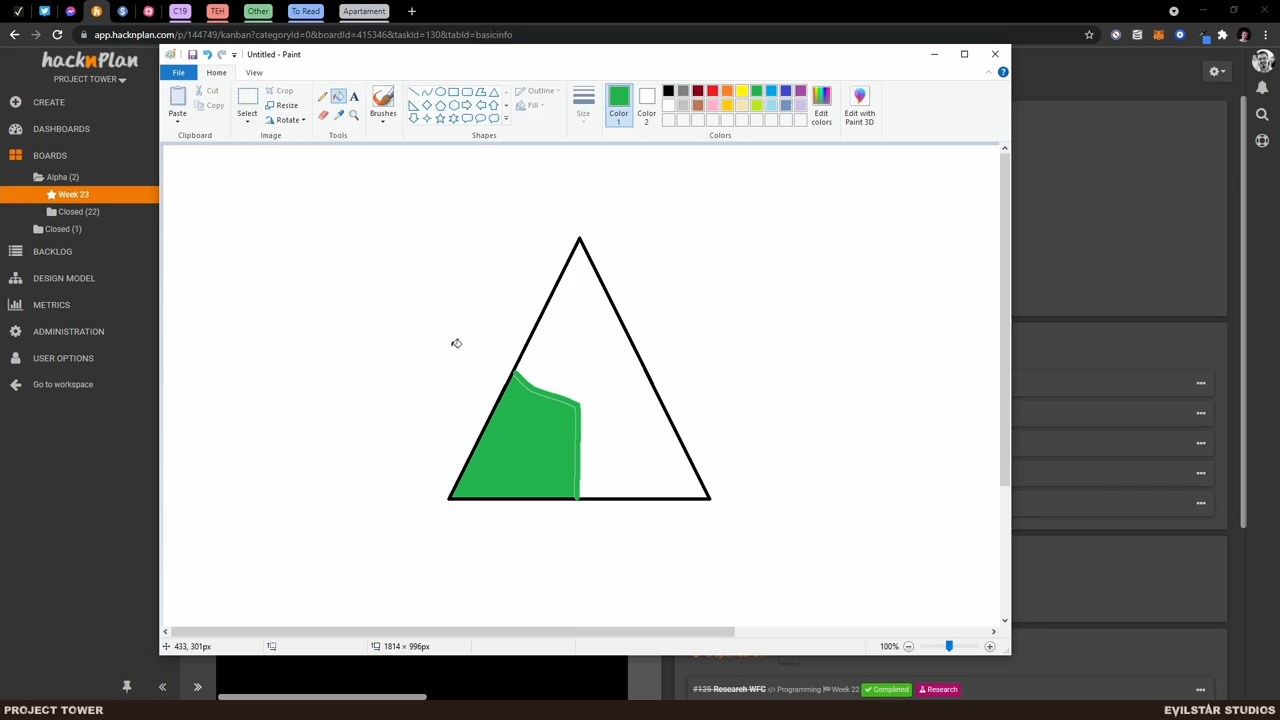 C19
TEH
Other
To Read
Apartament
app.hacknplan.com/p/144749/kanban?categoryId=0&boardId=415346&taskId=130&tabId=basicinfo
hacknPlan
PROJECT TOWER
CREATE
DASHBOARDS
BOARDS
Alpha (2)
Week 23
Closed (22)
Closed (1)
BACKLOG
DESIGN MODEL
METRICS
ADMINISTRATION
USER OPTIONS
Go to workspace
Untitled - Paint
File
Home
View
Paste
Cut
Copy
Clipboard
Select
Crop
Resize
Rotate
Image
A
Tools
Brushes
Outline
Fill
Shapes
Size
Color
1
Color
2
Edit
colors
Colors
Edit with
Paint 3D
433, 301px
1814 × 996px
100%
#125 Research WFC
Programming
Week 22
Completed
Research
PROJECT TOWER
EVILSTAR STUDIOS